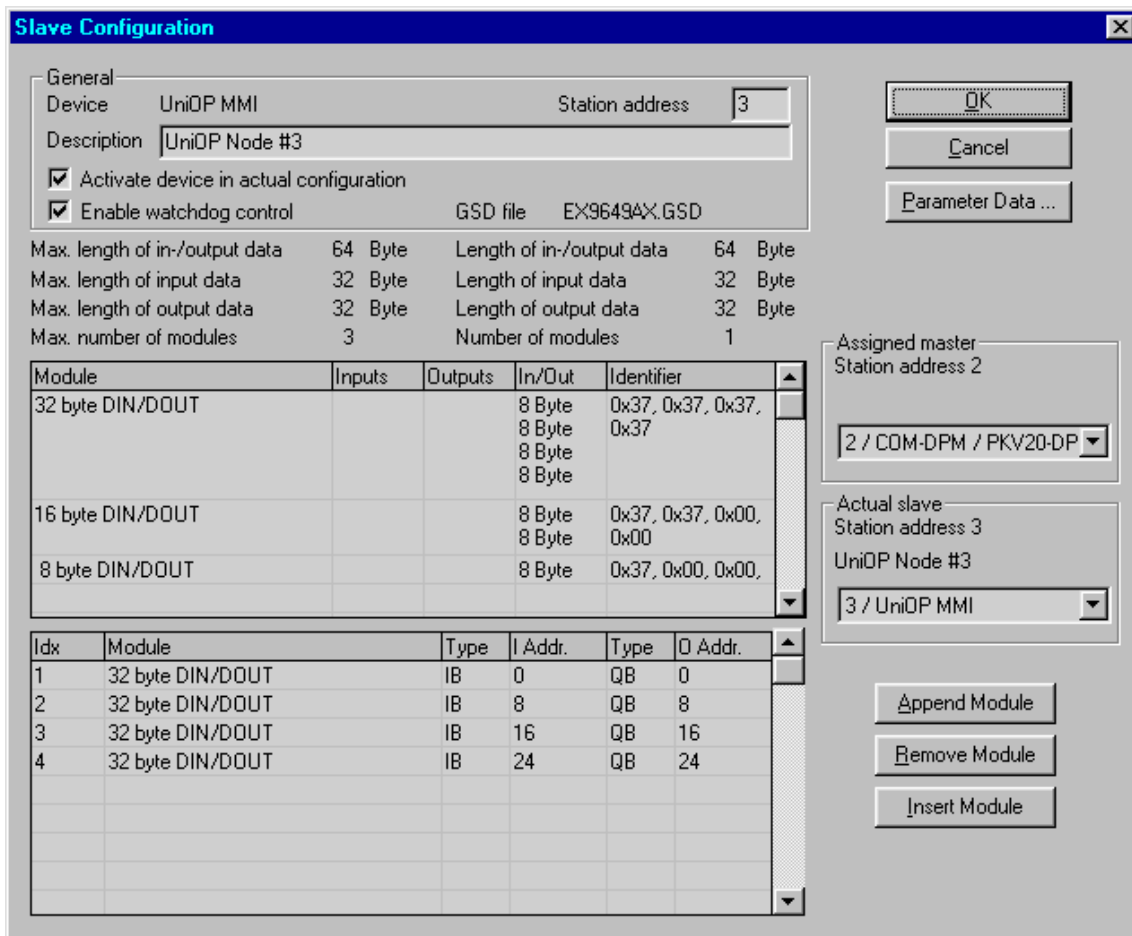 Slave Configuration
General
Device UniOP MMI Station address 3
Description UniOP Node #3
Activate device in actual configuration
Enable watchdog control GSD file EX9649AX.GSD
OK
Cancel
Parameter Data ...
Max. length of in-/output data 64 Byte Length of in-/output data 64 Byte
Max. length of input data 32 Byte Length of input data 32 Byte
Max. length of output data 32 Byte Length of output data 32 Byte
Max. number of modules 3 Number of modules 1
Module Inputs Outputs In/Out Identifier
32 byte DIN/DOUT 8 Byte 0x37, 0x37, 0x37,
8 Byte 0x37
8 Byte
8 Byte
16 byte DIN/DOUT 8 Byte 0x37, 0x37, 0x00,
8 Byte 0x00
8 byte DIN/DOUT 8 Byte 0x37, 0x00, 0x00,
Assigned master
Station address 2
2 / COM-DPM / PKV20-DP
Actual slave
Station address 3
UniOP Node #3
3 / UniOP MMI
Idx Module Type I Addr. Type O Addr.
1 32 byte DIN/DOUT IB 0 QB 0
2 32 byte DIN/DOUT IB 8 QB 8
3 32 byte DIN/DOUT IB 16 QB 16
4 32 byte DIN/DOUT IB 24 QB 24
Append Module
Remove Module
Insert Module